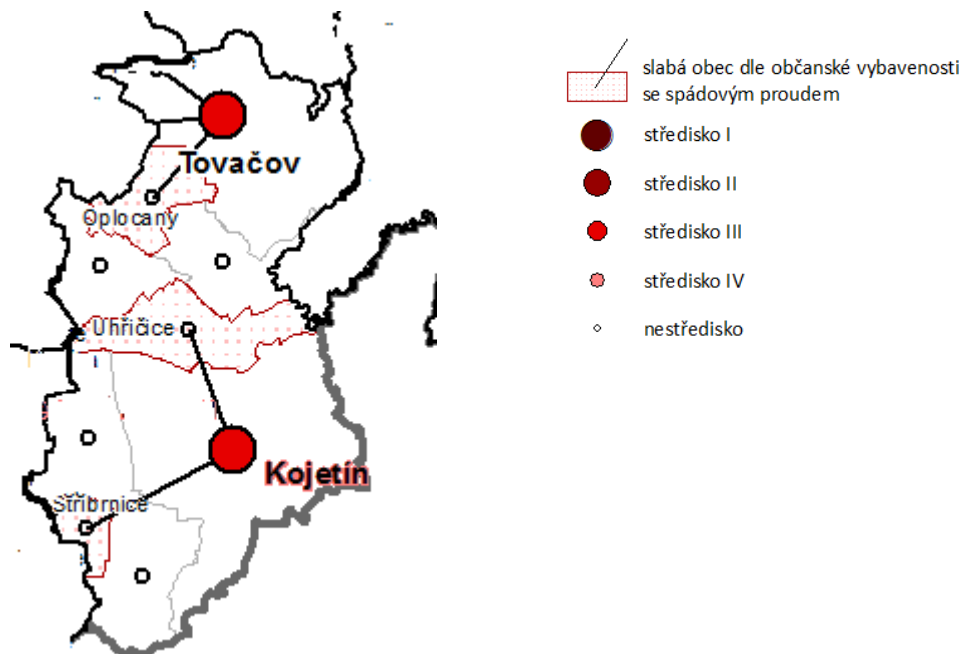 Tovačov
Oplocany
Uhřičice
Kojetín
Stříbrnice
slabá obec dle občanské vybavenosti
se spádovým proudem
středisko I
středisko II
středisko III
středisko IV
nestředisko